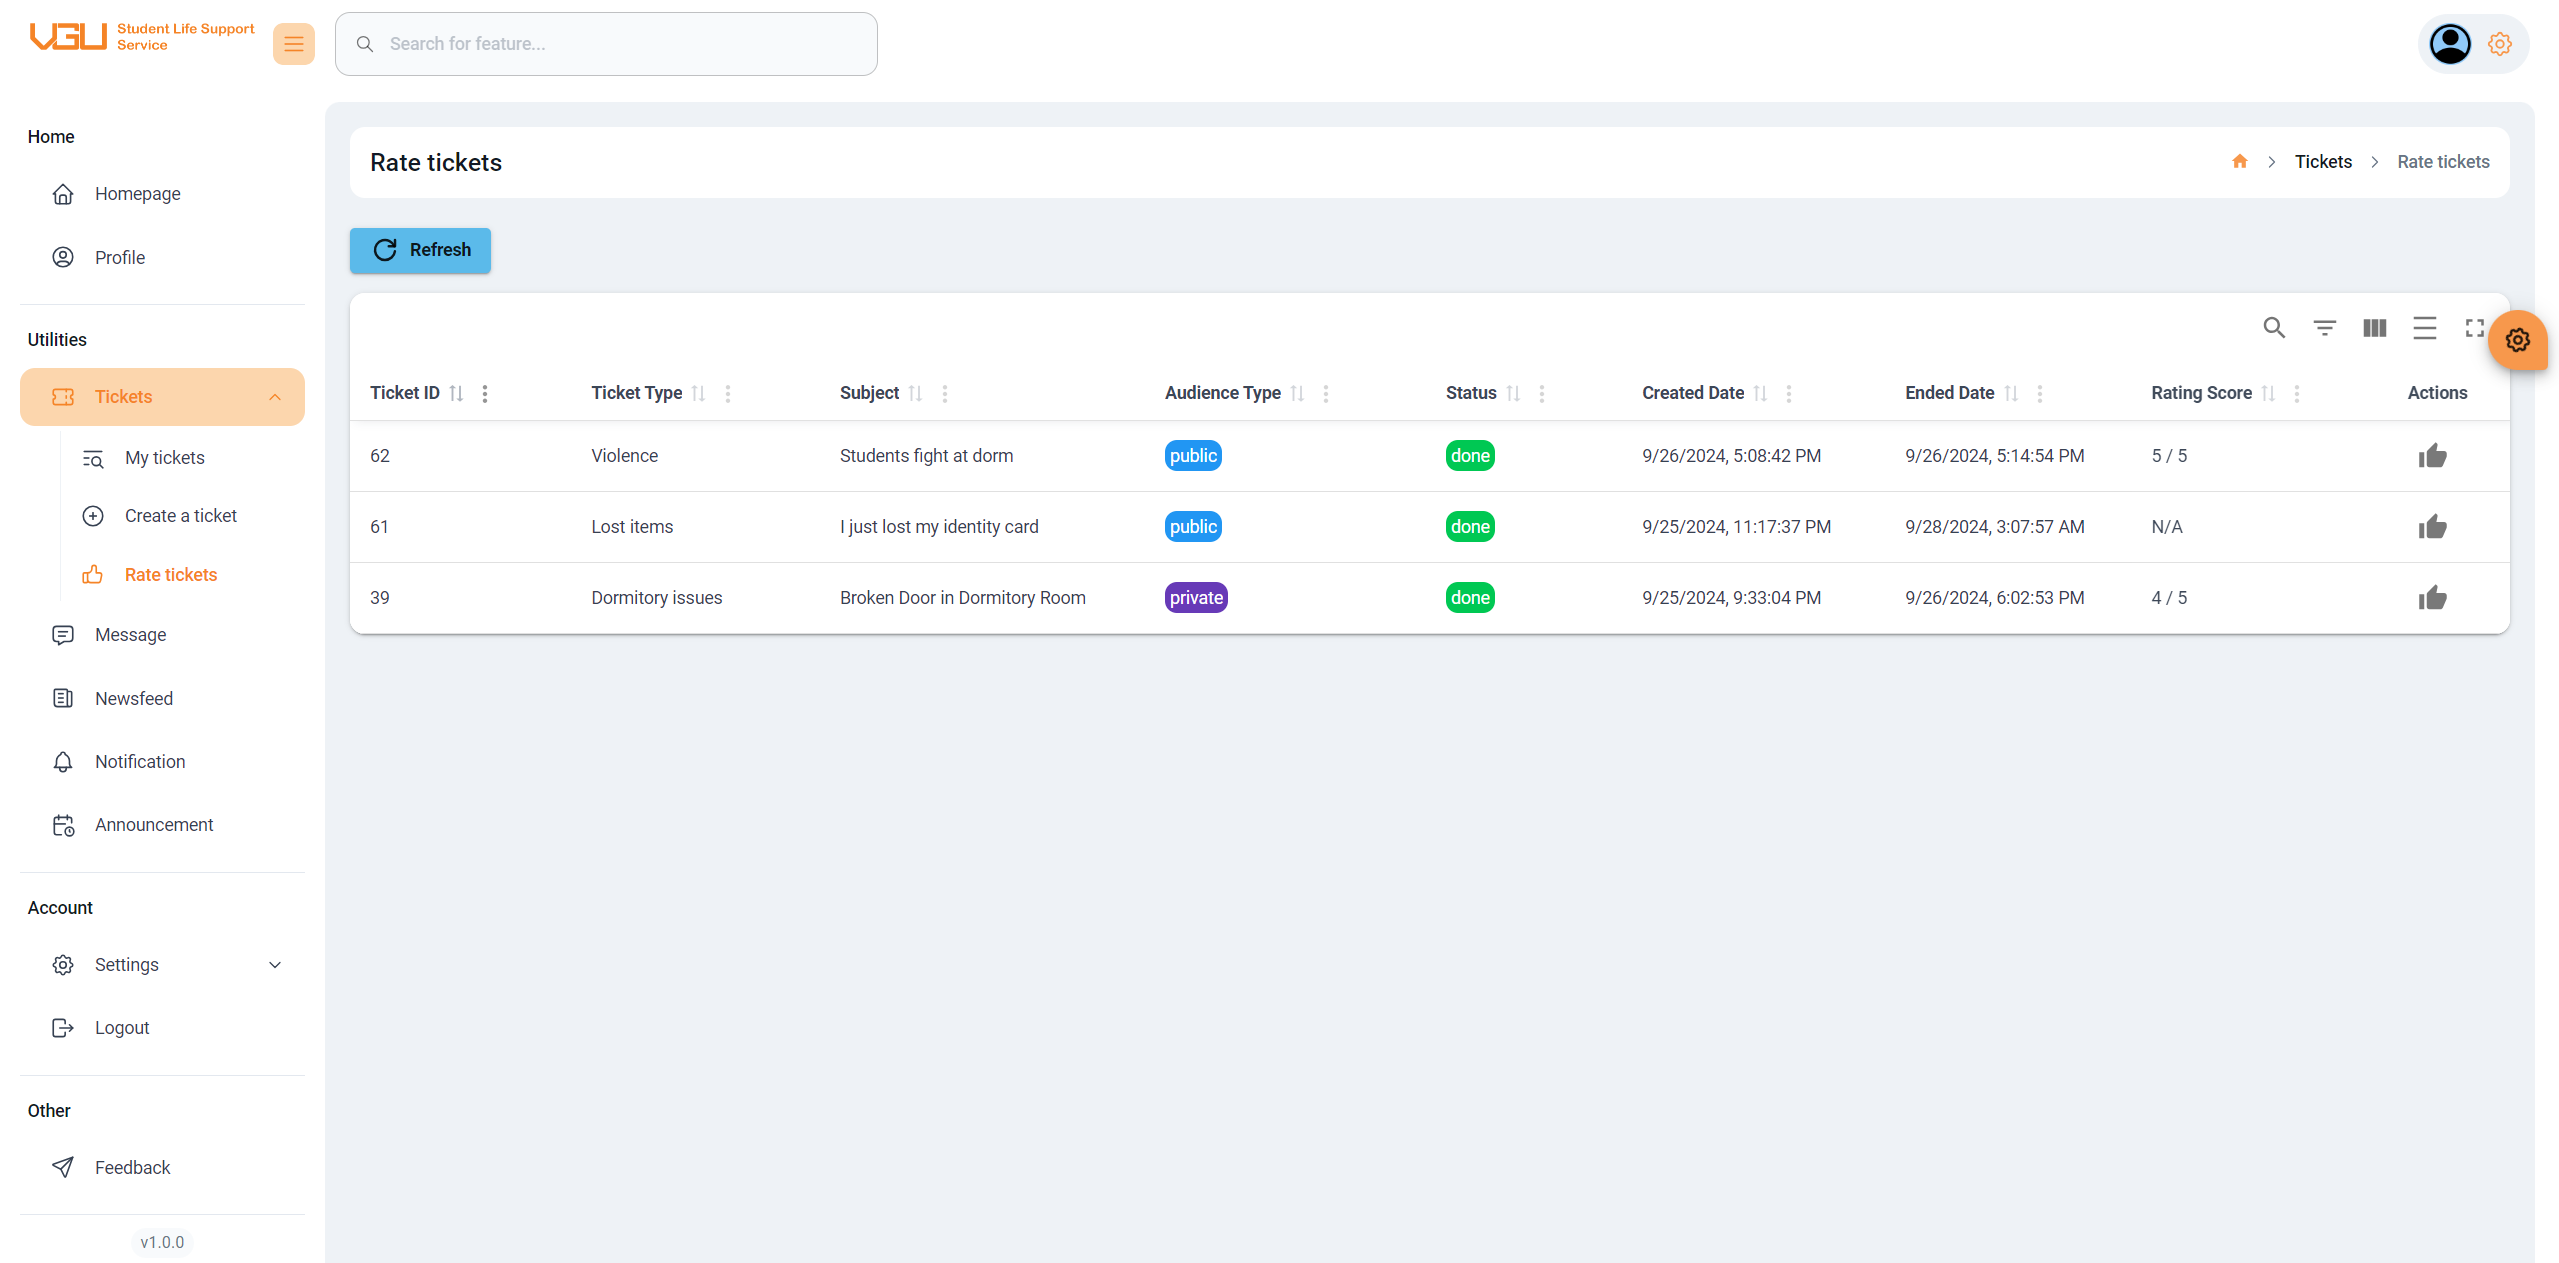 VGU Student Life Support
Service
Search for feature...
Home
Homepage
Profile
Utilities
Tickets
My tickets
Create a ticket
Rate tickets
Message
Newsfeed
Notification
Announcement
Account
Settings
Logout
Other
Feedback
v1.0.0
Rate tickets
Tickets > Rate tickets
Refresh
Ticket ID Ticket Type Subject Audience Type Status Created Date Ended Date Rating Score Actions
62 Violence Students fight at dorm public done 9/26/2024, 5:08:42 PM 9/26/2024, 5:14:54 PM 5 / 5
61 Lost items I just lost my identity card public done 9/25/2024, 11:17:37 PM 9/28/2024, 3:07:57 AM N/A
39 Dormitory issues Broken Door in Dormitory Room private done 9/25/2024, 9:33:04 PM 9/26/2024, 6:02:53 PM 4 / 5